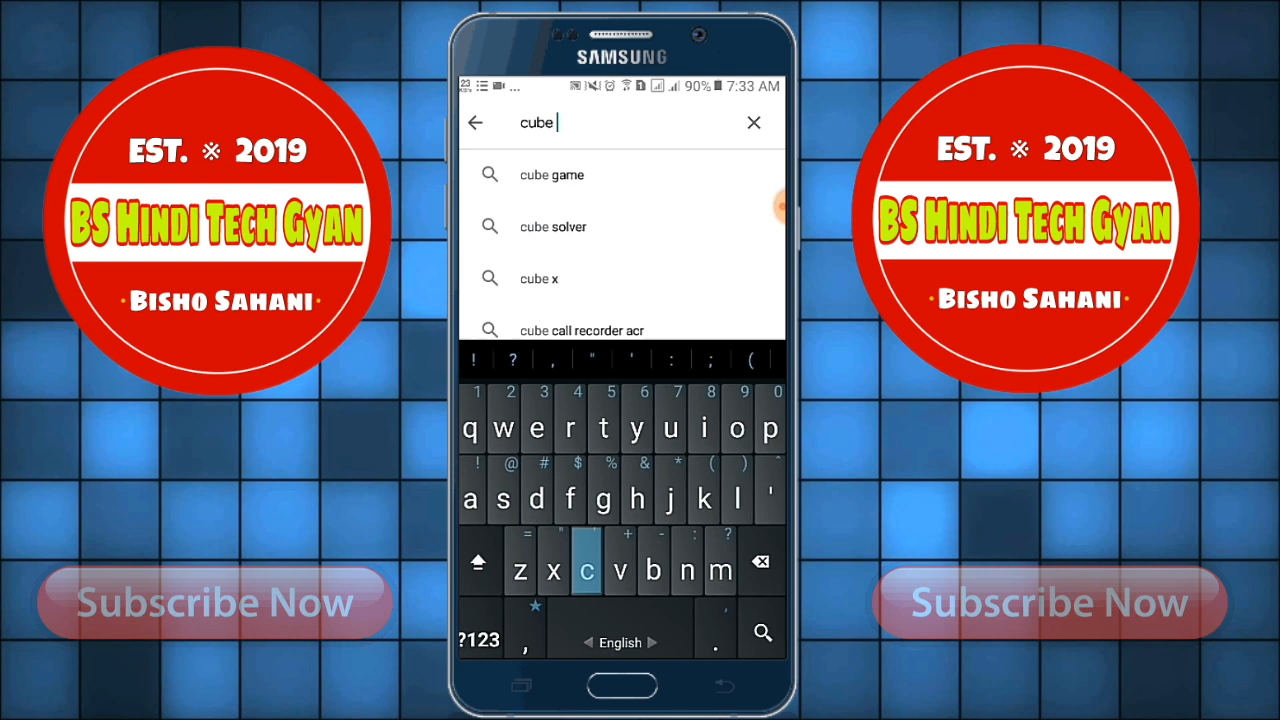 EST. ※ 2019
BS HINDI TECH GYAN
· BISHO SAHANI ·
Subscribe Now
SAMSUNG
23
KB/s
...
90% 7:33 AM
cube
cube game
cube solver
cube x
cube call recorder acr
! ? , " ' : ; (
1 2 3 4 5 6 7 8 9 0
q w e r t y u i o p
! @ # $ % & * ( )
a s d f g h j k l '
= " ' + - : ?
z x c v b n m
?123 , English .
EST. ※ 2019
BS HINDI TECH GYAN
· BISHO SAHANI ·
Subscribe Now